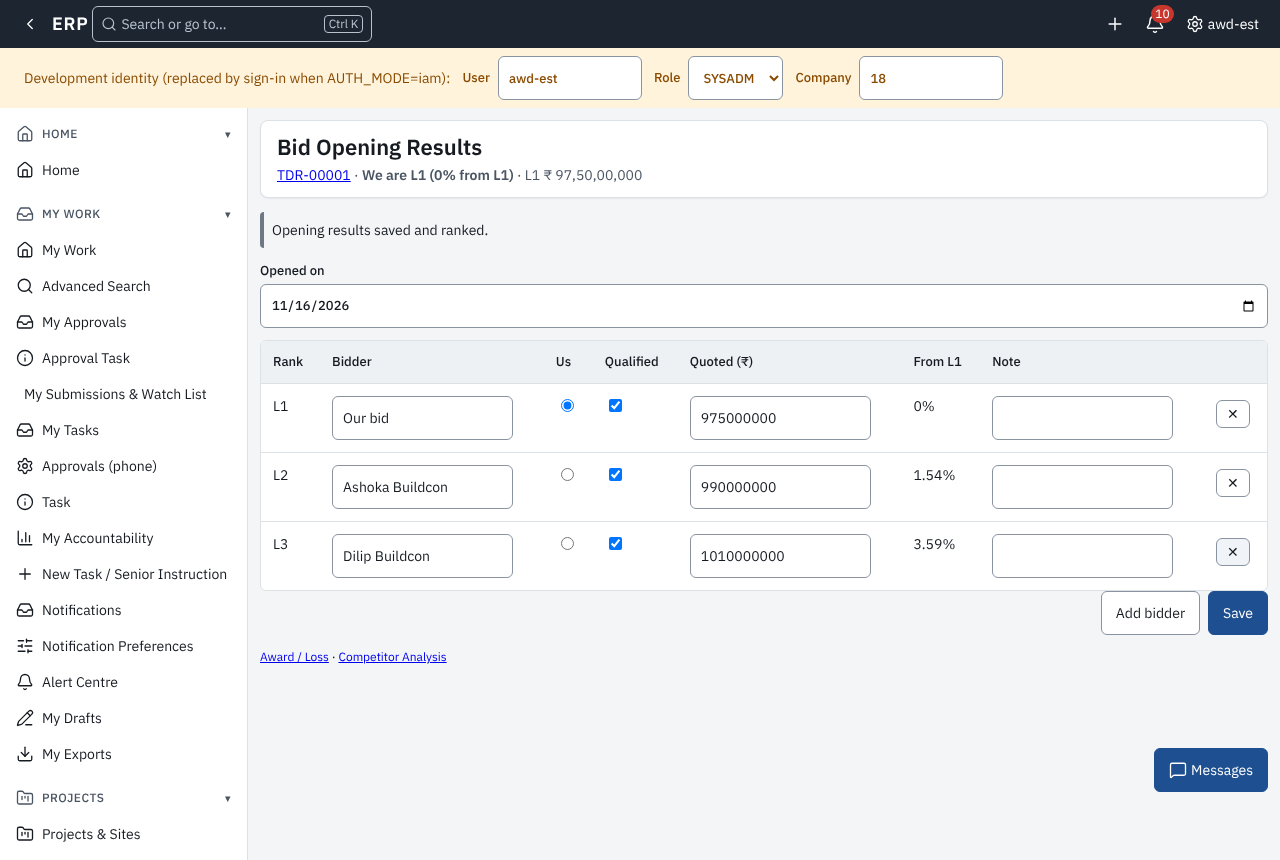 ERP Search or go to... Ctrl K 10 awd-est
Development identity (replaced by sign-in when AUTH_MODE=iam): User awd-est Role SYSADM Company 18
HOME
Home
MY WORK
My Work
Advanced Search
My Approvals
Approval Task
My Submissions & Watch List
My Tasks
Approvals (phone)
Task
My Accountability
New Task / Senior Instruction
Notifications
Notification Preferences
Alert Centre
My Drafts
My Exports
PROJECTS
Projects & Sites
Bid Opening Results
TDR-00001 · We are L1 (0% from L1) · L1 ₹ 97,50,00,000
Opening results saved and ranked.
Opened on
11/16/2026
Rank Bidder Us Qualified Quoted (₹) From L1 Note
L1 Our bid 975000000 0%
L2 Ashoka Buildcon 990000000 1.54%
L3 Dilip Buildcon 1010000000 3.59%
Add bidder Save
Award / Loss · Competitor Analysis
Messages